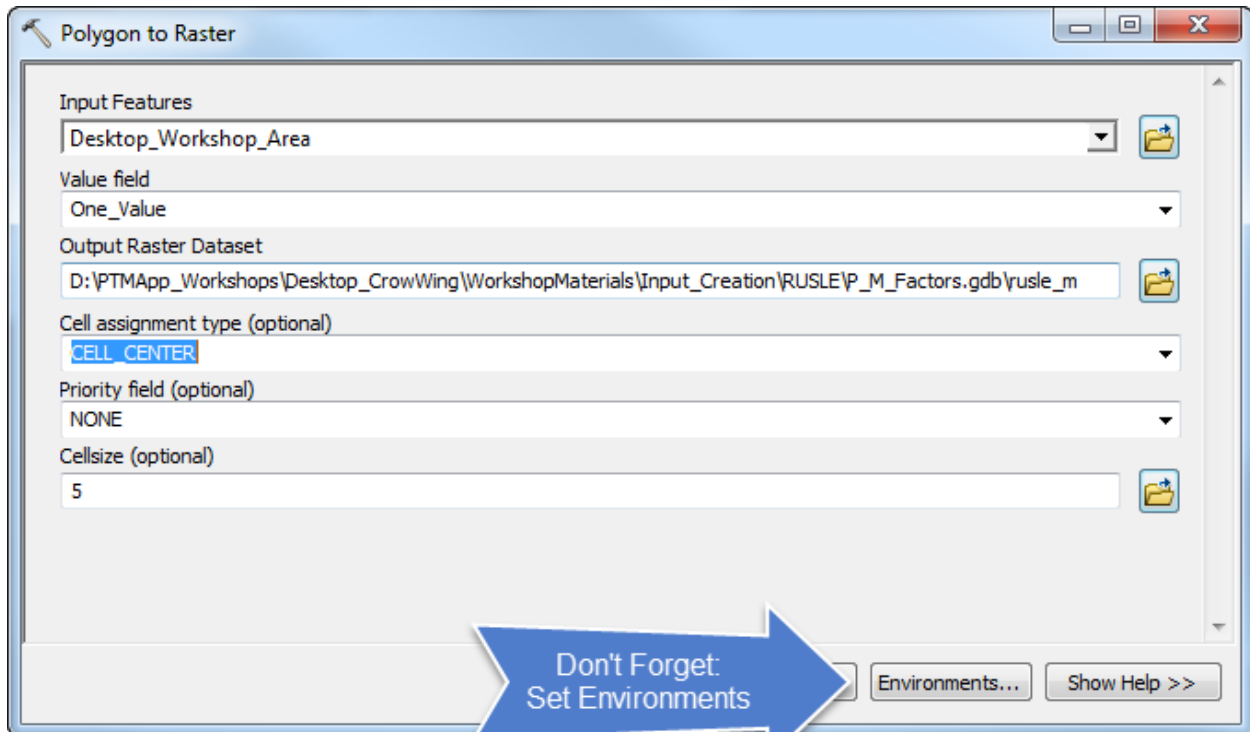 Polygon to Raster
Input Features
Desktop_Workshop_Area
Value field
One_Value
Output Raster Dataset
D:\PTMApp_Workshops\Desktop_CrowWing\WorkshopMaterials\Input_Creation\RUSLE\P_M_Factors.gdb\rusle_m
Cell assignment type (optional)
CELL_CENTER
Priority field (optional)
NONE
Cellsize (optional)
5
Don't Forget:
Set Environments
Environments...
Show Help >>